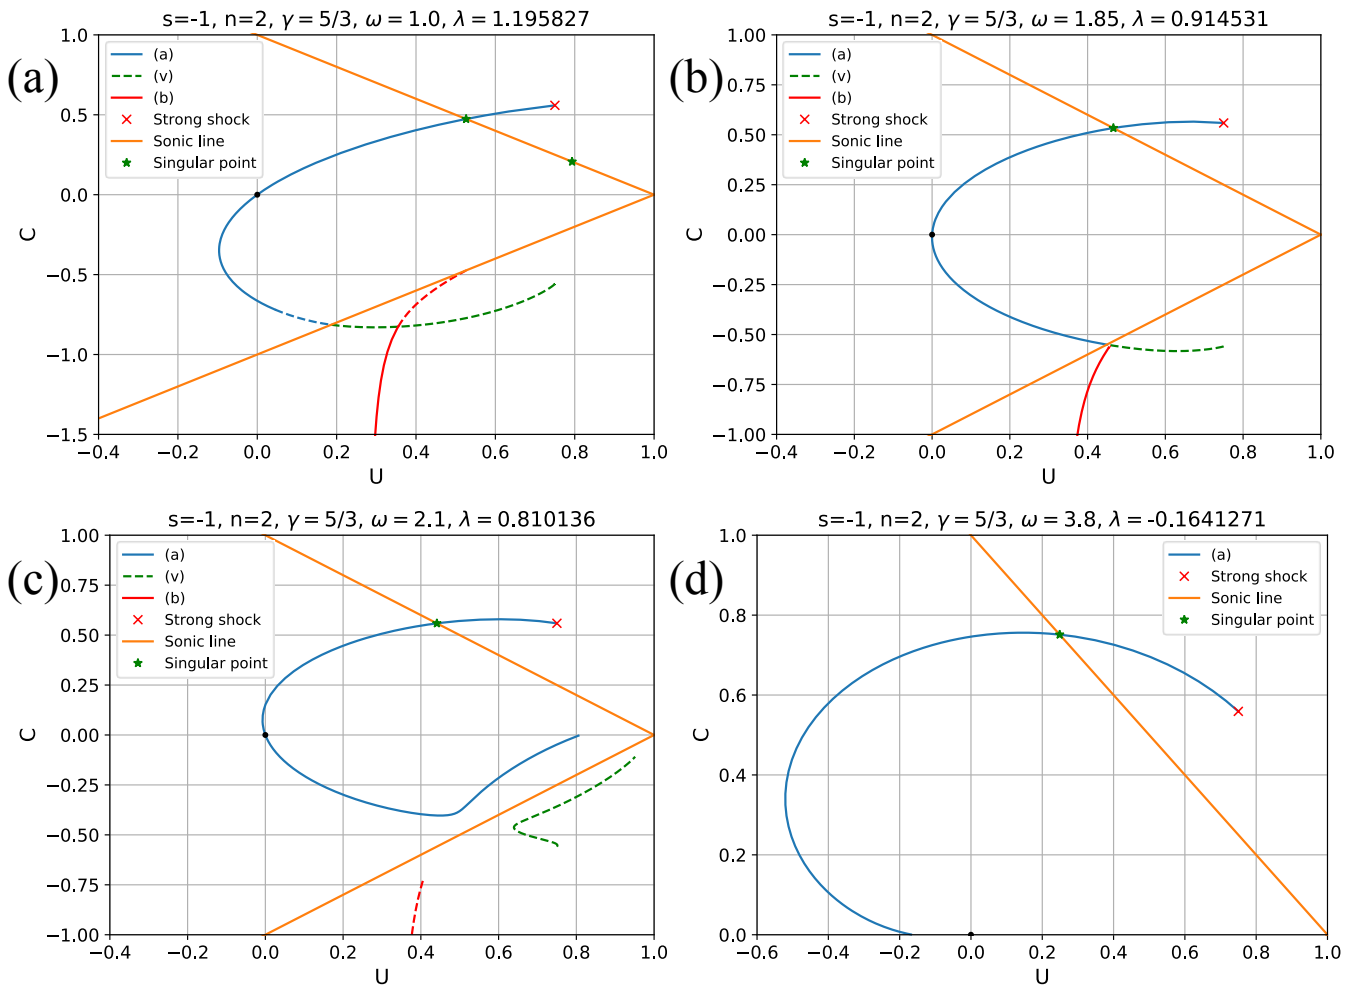 s=-1, n=2, γ = 5/3, ω = 1.0, λ = 1.195827
(a)
(a)
(v)
(b)
Strong shock
Sonic line
Singular point
C
1.0
0.5
0.0
−0.5
−1.0
−1.5
−0.4 −0.2 0.0 0.2 0.4 0.6 0.8 1.0
U
s=-1, n=2, γ = 5/3, ω = 1.85, λ = 0.914531
(b)
(a)
(v)
(b)
Strong shock
Sonic line
Singular point
C
1.00
0.75
0.50
0.25
0.00
−0.25
−0.50
−0.75
−1.00
−0.4 −0.2 0.0 0.2 0.4 0.6 0.8 1.0
U
s=-1, n=2, γ = 5/3, ω = 2.1, λ = 0.810136
(c)
(a)
(v)
(b)
Strong shock
Sonic line
Singular point
C
1.00
0.75
0.50
0.25
0.00
−0.25
−0.50
−0.75
−1.00
−0.4 −0.2 0.0 0.2 0.4 0.6 0.8 1.0
U
s=-1, n=2, γ = 5/3, ω = 3.8, λ = -0.1641271
(d)
(a)
Strong shock
Sonic line
Singular point
C
1.0
0.8
0.6
0.4
0.2
0.0
−0.6 −0.4 −0.2 0.0 0.2 0.4 0.6 0.8 1.0
U